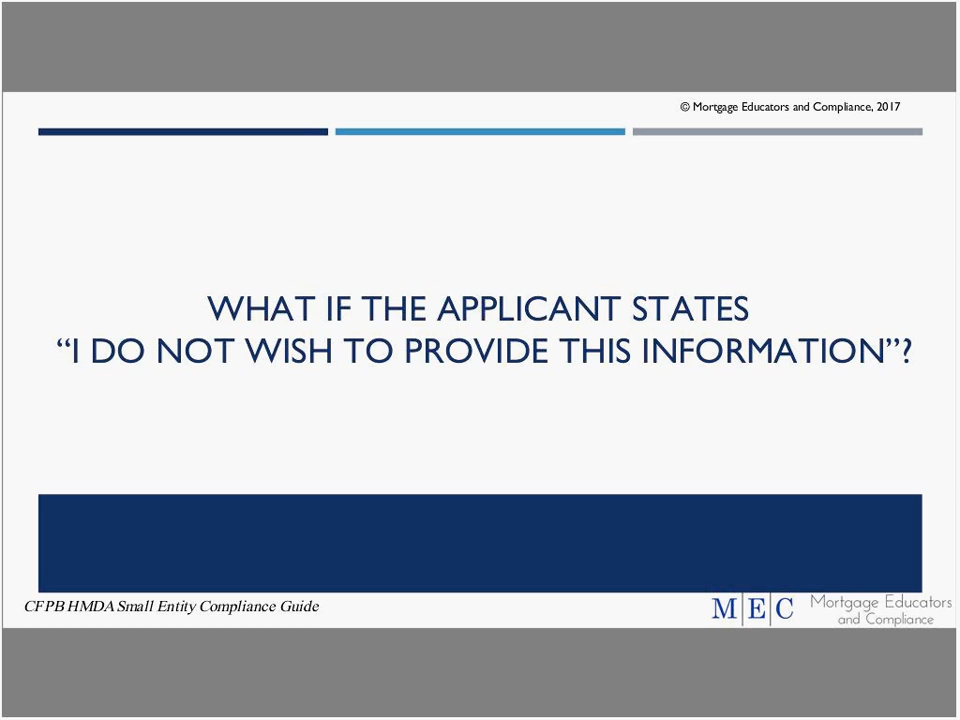 © Mortgage Educators and Compliance, 2017
WHAT IF THE APPLICANT STATES
“I DO NOT WISH TO PROVIDE THIS INFORMATION”?
CFPB HMDA Small Entity Compliance Guide
M|E|C Mortgage Educators
and Compliance